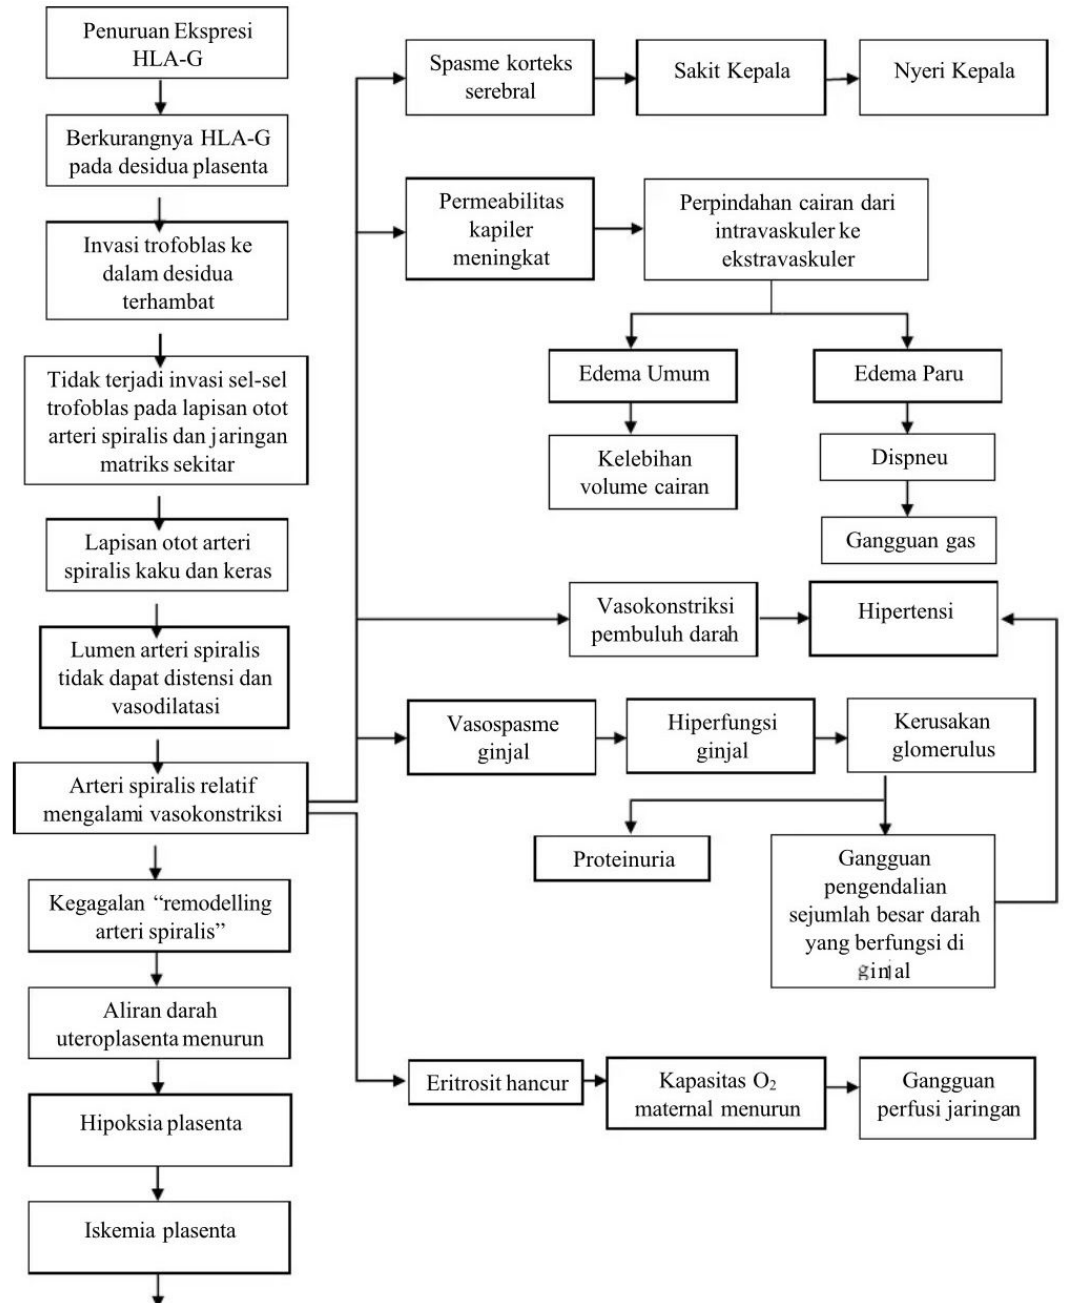 Penuruan Ekspresi
HLA-G
Berkurangnya HLA-G
pada desidua plasenta
Invasi trofoblas ke
dalam desidua
terhambat
Tidak terjadi invasi sel-sel
trofoblas pada lapisan otot
arteri spiralis dan jaringan
matriks sekitar
Lapisan otot arteri
spiralis kaku dan keras
Lumen arteri spiralis
tidak dapat distensi dan
vasodilatasi
Arteri spiralis relatif
mengalami vasokonstriksi
Kegagalan “remodelling
arteri spiralis”
Aliran darah
uteroplasenta menurun
Hipoksia plasenta
Iskemia plasenta
Spasme korteks
serebral
Sakit Kepala
Nyeri Kepala
Permeabilitas
kapiler
meningkat
Perpindahan cairan dari
intravaskuler ke
ekstravaskuler
Edema Umum
Kelebihan
volume cairan
Edema Paru
Dispneu
Gangguan gas
Vasokonstriksi
pembuluh darah
Hipertensi
Vasospasme
ginjal
Hiperfungsi
ginjal
Kerusakan
glomerulus
Proteinuria
Gangguan
pengendalian
sejumlah besar darah
yang berfungsi di
ginjal
Eritrosit hancur
Kapasitas O₂
maternal menurun
Gangguan
perfusi jaringan